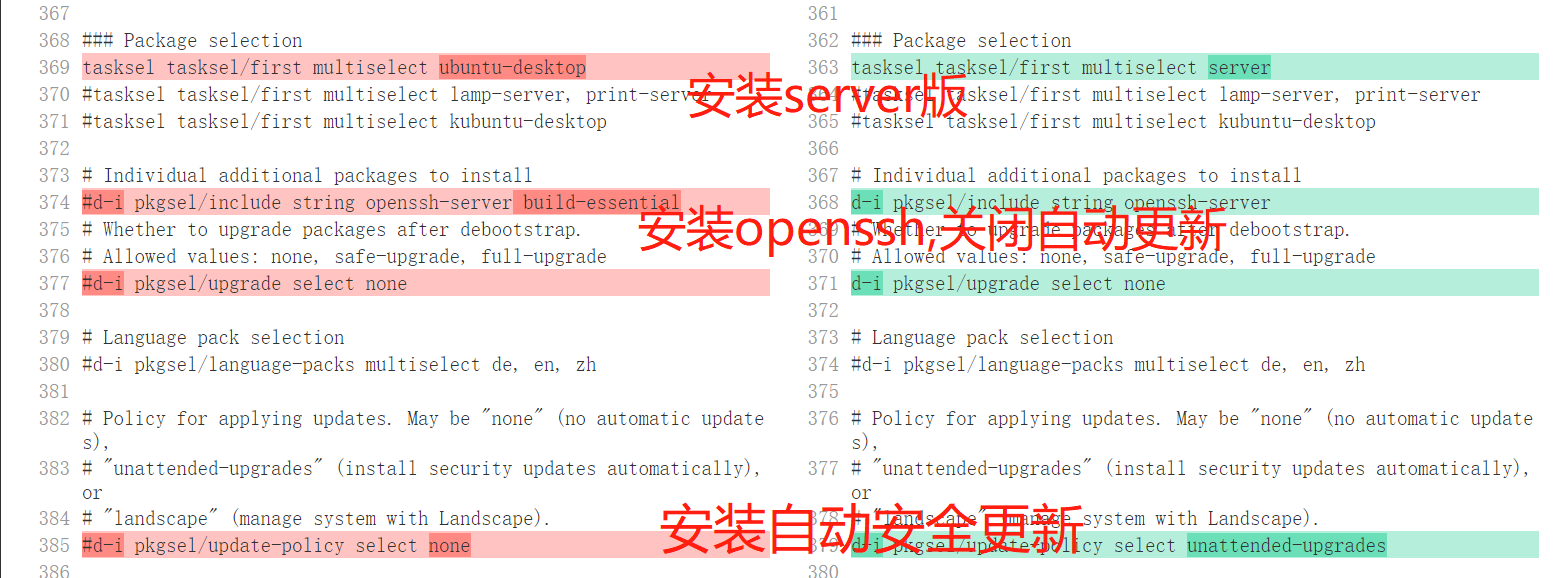 367
368 ### Package selection
369 tasksel tasksel/first multiselect ubuntu-desktop
370 #tasksel tasksel/first multiselect lamp-server, print-server
371 #tasksel tasksel/first multiselect kubuntu-desktop
372
373 # Individual additional packages to install
374 #d-i pkgsel/include string openssh-server build-essential
375 # Whether to upgrade packages after debootstrap.
376 # Allowed values: none, safe-upgrade, full-upgrade
377 #d-i pkgsel/upgrade select none
378
379 # Language pack selection
380 #d-i pkgsel/language-packs multiselect de, en, zh
381
382 # Policy for applying updates. May be "none" (no automatic update
s),
383 # "unattended-upgrades" (install security updates automatically),
or
384 # "landscape" (manage system with Landscape).
385 #d-i pkgsel/update-policy select none
386
361
362 ### Package selection
363 tasksel tasksel/first multiselect server
364 #tasksel tasksel/first multiselect lamp-server, print-server
365 #tasksel tasksel/first multiselect kubuntu-desktop
366
367 # Individual additional packages to install
368 d-i pkgsel/include string openssh-server
369 # Whether to upgrade packages after debootstrap.
370 # Allowed values: none, safe-upgrade, full-upgrade
371 d-i pkgsel/upgrade select none
372
373 # Language pack selection
374 #d-i pkgsel/language-packs multiselect de, en, zh
375
376 # Policy for applying updates. May be "none" (no automatic update
s),
377 # "unattended-upgrades" (install security updates automatically),
or
378 # "landscape" (manage system with Landscape).
379 d-i pkgsel/update-policy select unattended-upgrades
380
安装server版
安装openssh,关闭自动更新
安装自动安全更新